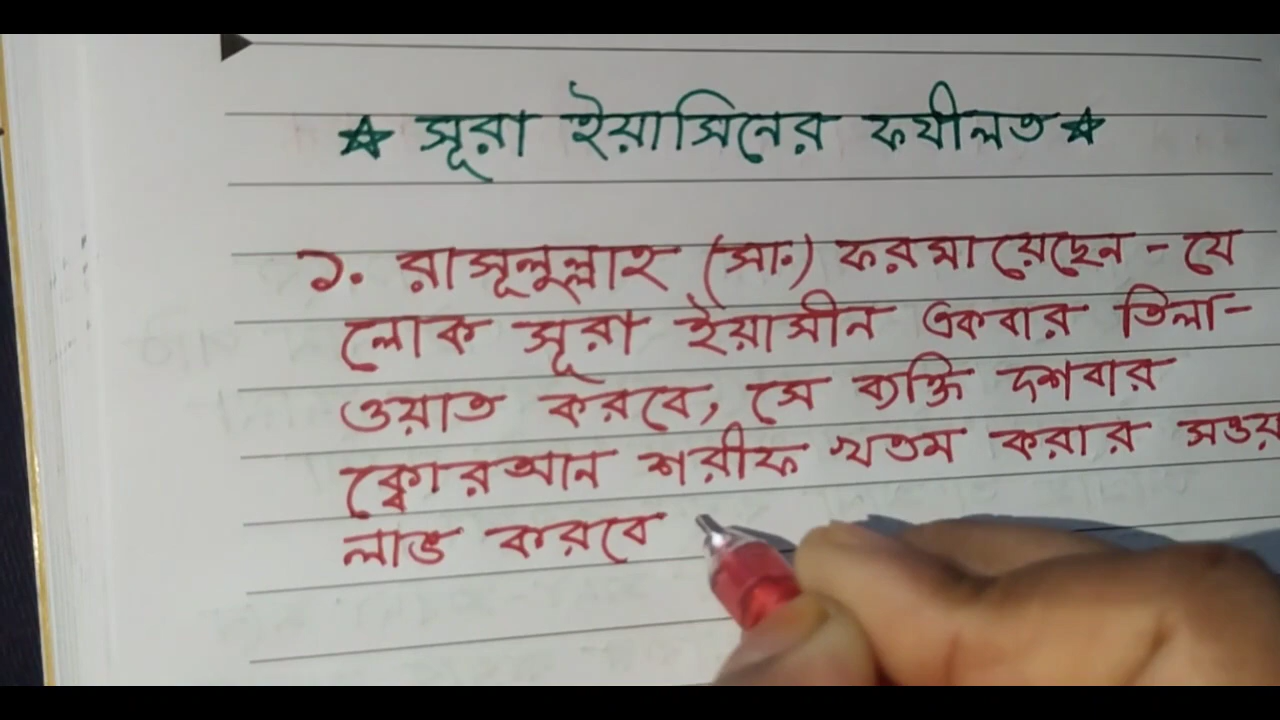 ★ সূরা ইয়াসিনের ফযীলত ★
১. রাসূলুল্লাহ (সা.) ফরমায়েছেন - যে
লোক সূরা ইয়াসীন একবার তিলা-
ওয়াত করবে, সে ব্যক্তি দশবার
ক্বোরআন শরীফ খতম করার সওয়
লাভ করবে